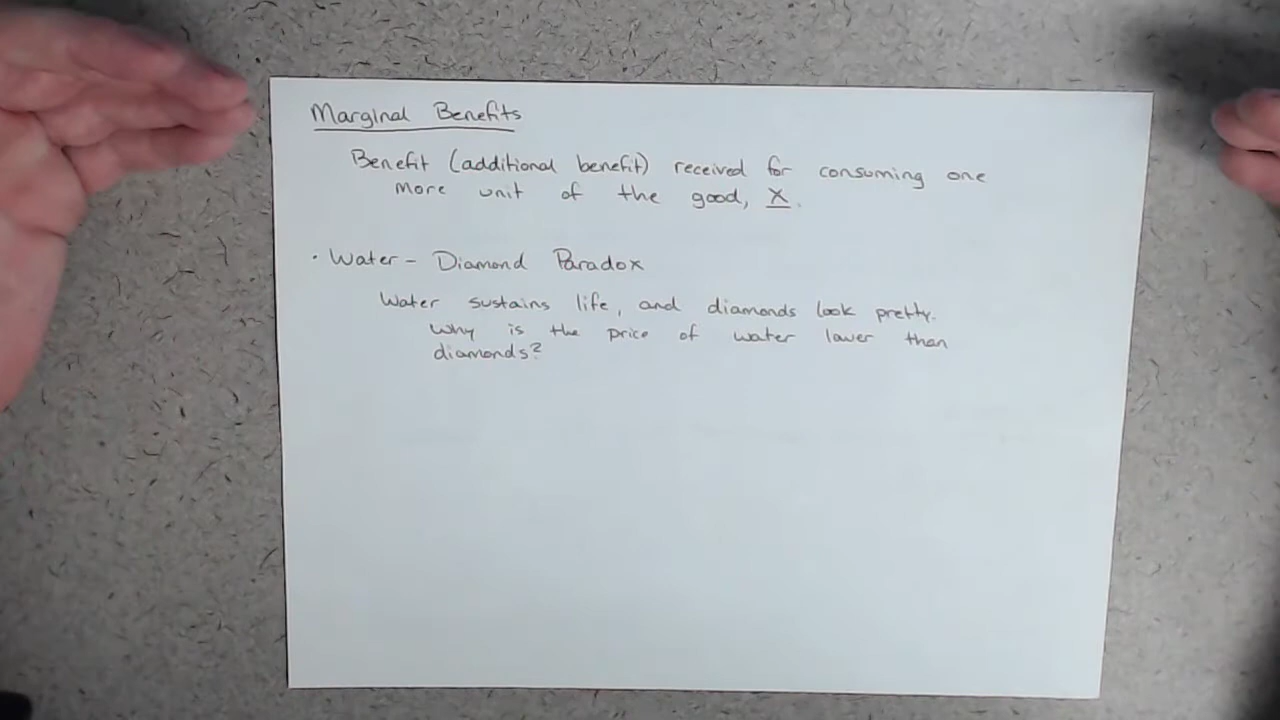 Marginal Benefits
Benefit (additional benefit) received for consuming one
more unit of the good, X.
• Water - Diamond Paradox
Water sustains life, and diamonds look pretty.
Why is the price of water lower than
diamonds?